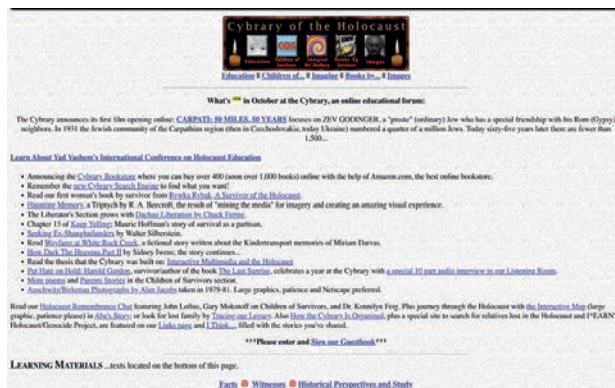 Cybrary of the Holocaust
Education Children of Survivors Imagine Art Gallery Books By Survivors Images
Education || Children of... || Imagine || Books by... || Images
What's in October at the Cybrary, an online educational forum:
The Cybrary announces its first film opening online: CARPATI: 50 MILES, 50 YEARS focuses on ZEV GODINGER, a "proste" (ordinary) Jew who has a special friendship with his Rom (Gypsy)
neighbors. In 1931 the Jewish community of the Carpathian region (then in Czechoslovakia, today Ukraine) numbered a quarter of a million Jews. Today sixty-five years later there are fewer than
1,500...
Learn About Yad Vashem's International Conference on Holocaust Education
Announcing the Cybrary Bookstore where you can buy over 400 (soon over 1,000 books) online with the help of Amazon.com, the best online bookstore.
Remember the new Cybrary Search Engine to find what you want!
Read our first woman's book by survivor from Rywka Rybak, A Survivor of the Holocaust.
Haunting Memory, a Triptych by R. A. Beecroft, the result of "mining the media" for imagery and creating an amazing visual experience.
The Liberator's Section grows with Dachau Liberation by Chuck Ferree.
Chapter 13 of Keep Yelling: Maurie Hoffman's story of survival as a partisan.
Seeking Ex-Shanghailanders by Walter Silberstein.
Read Wayfarer at White Rock Creek, a fictional story written about the Kindertransport memories of Miriam Darvas.
How Dark The Heavens Part II by Sidney Iwens; the story continues...
Read the thesis that the Cybrary was built on: Interactive Multimedia and the Holocaust
Put Hate on Hold: Harold Gordon, survivor/author of the book The Last Sunrise, celebrates a year at the Cybrary with a special 10 part audio interview in our Listening Room.
More poems and Parents Stories in the Children of Survivors section.
Auschwitz/Birkenau Photographs by Alan Jacobs taken in 1979-81. Large graphics, patience and Netscape preferred.
Read our Holocaust Remembrance Chat featuring John Loftus, Gary Mokotoff on Children of Survivors, and Dr. Konnilyn Feig. Plus journey through the Holocaust with the Interactive Map (large
graphic, patience please) in Abe's Story; or look for lost family by Tracing our Legacy. Also How the Cybrary Is Organized, plus a special site to search for relatives lost in the Holocaust and I*EARN
Holocaust/Genocide Project, are featured on our Links page and I Think..., filled with the stories you've shared.
***Please enter and Sign our Guestbook***
LEARNING MATERIALS ...texts located on the bottom of this page.
Facts Witnesses Historical Perspectives and Study